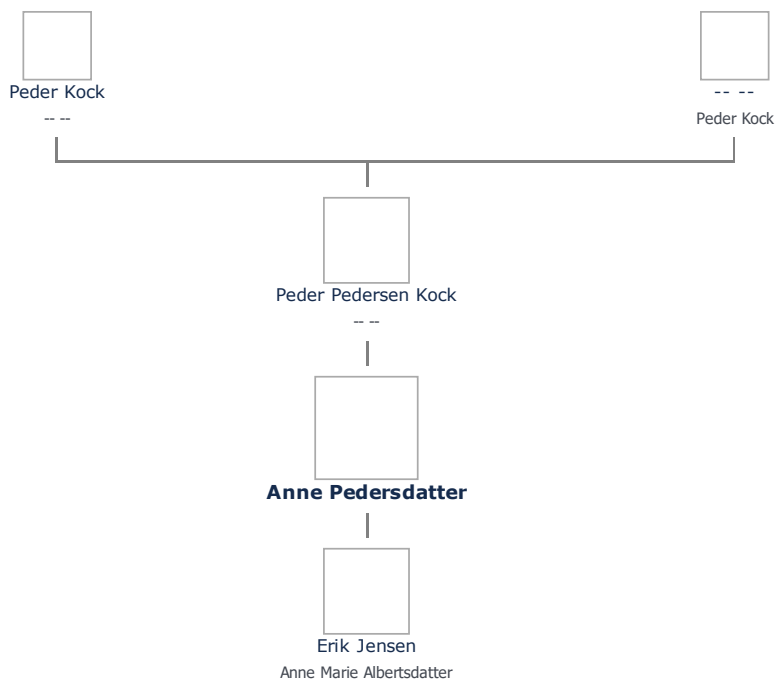 Peder Kock
-- --
-- --
Peder Kock
Peder Pedersen Kock
-- --
Anne Pedersdatter
Erik Jensen
Anne Marie Albertsdatter